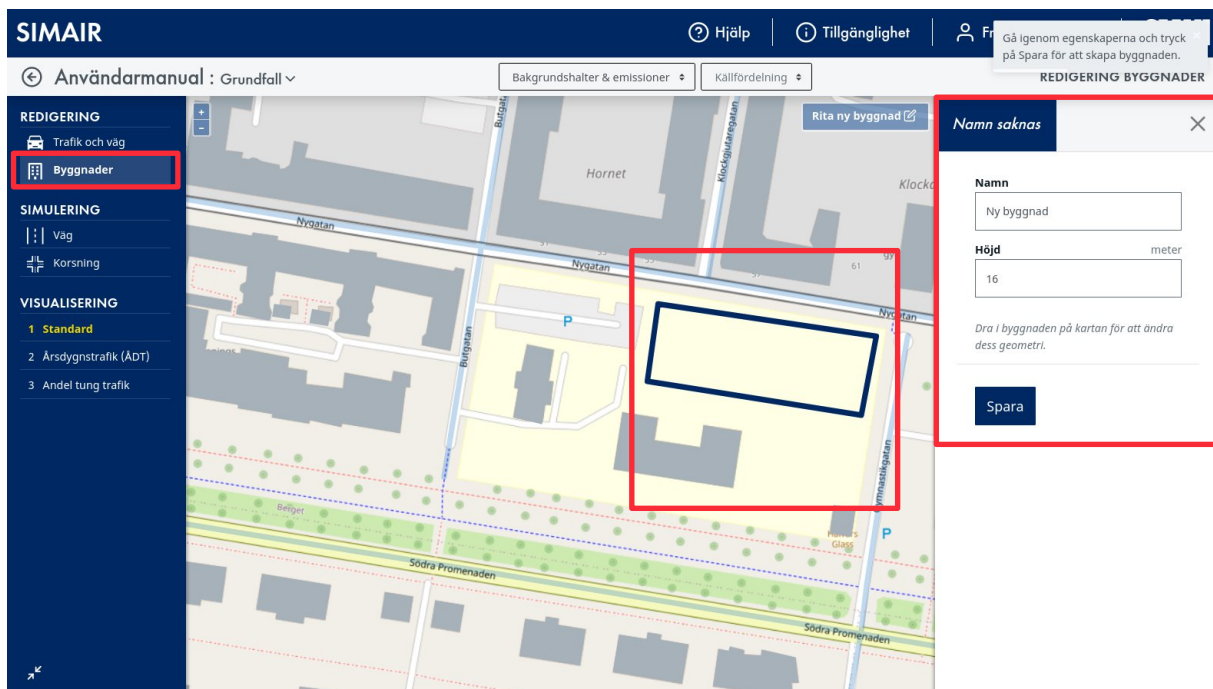 SIMAIR
Hjälp
Tillgänglighet
Gå igenom egenskaperna och tryck
på Spara för att skapa byggnaden.
Användarmanual : Grundfall
Bakgrundshalter & emissioner
Källfördelning
REDIGERING BYGGNADER
REDIGERING
Trafik och väg
Byggnader
SIMULERING
Väg
Korsning
VISUALISERING
1 Standard
2 Årsdygnstrafik (ÅDT)
3 Andel tung trafik
+
-
Rita ny byggnad
Klockgjutaregatan
Hornet
Nygatan
Nygatan
61
Nygatan
P
Butgatan
Gymnastikgatan
Berget
P
Glass
Södra Promenaden
Södra Promenaden
Namn saknas
Namn
Ny byggnad
Höjd meter
16
Dra i byggnaden på kartan för att ändra
dess geometri.
Spara